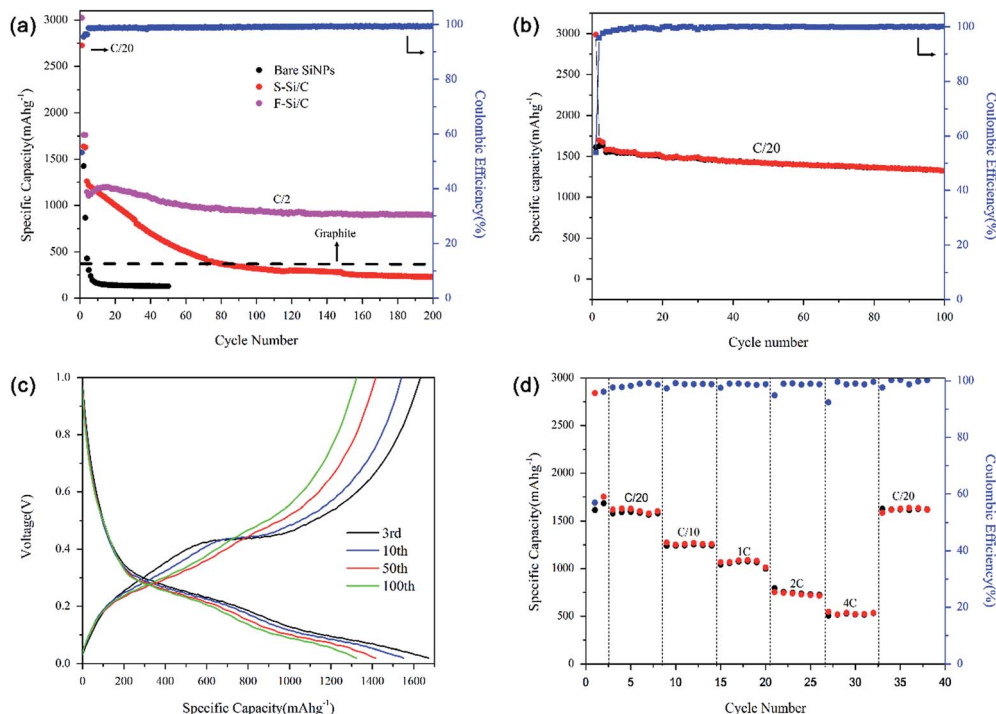 (a)
3000
2750
2500
2250
2000
1750
1500
1250
1000
750
500
250
Specific Capacity(mAhg⁻¹)
C/20
Bare SiNPs
S-Si/C
F-Si/C
C/2
Graphite
100
80
60
40
20
0
Coulombic Efficiency(%)
0 20 40 60 80 100 120 140 160 180 200
Cycle Number
(b)
3000
2500
2000
1500
1000
500
0
Specific capacity(mAhg⁻¹)
C/20
100
80
60
40
20
0
Coulombic Efficiency(%)
0 20 40 60 80 100
Cycle number
(c)
1.0
0.8
0.6
0.4
0.2
0.0
Voltage(V)
3rd
10th
50th
100th
0 200 400 600 800 1000 1200 1400 1600
Specific Capacity(mAhg⁻¹)
(d)
3000
2500
2000
1500
1000
500
0
Specific Capacity(mAhg⁻¹)
C/20
C/10
1C
2C
4C
C/20
100
80
60
40
20
0
Coulombic Efficiency(%)
0 5 10 15 20 25 30 35 40
Cycle Number